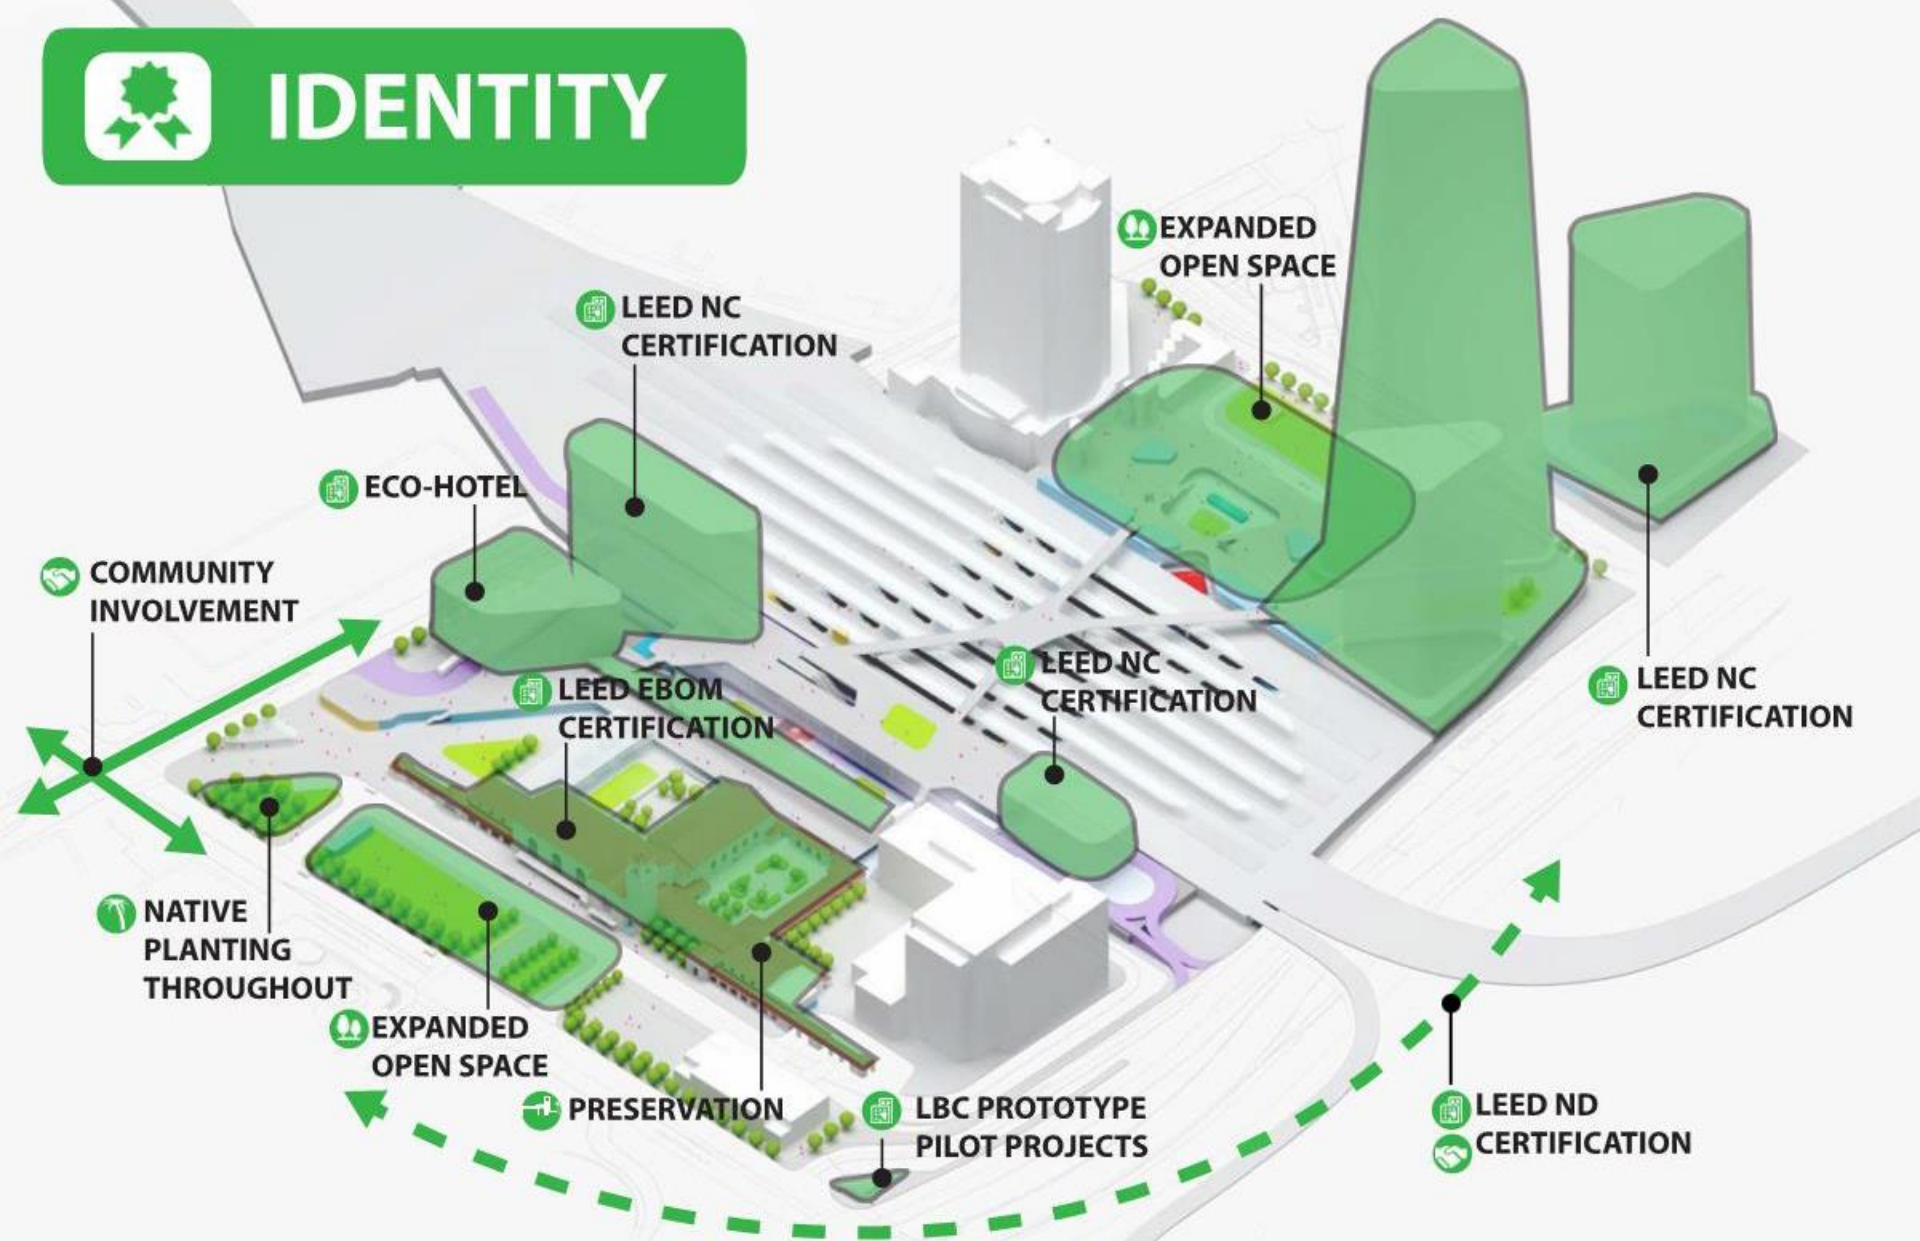 IDENTITY
EXPANDED
OPEN SPACE
LEED NC
CERTIFICATION
ECO-HOTEL
COMMUNITY
INVOLVEMENT
LEED EBOM
CERTIFICATION
LEED NC
CERTIFICATION
LEED NC
CERTIFICATION
NATIVE
PLANTING
THROUGHOUT
EXPANDED
OPEN SPACE
PRESERVATION
LBC PROTOTYPE
PILOT PROJECTS
LEED ND
CERTIFICATION